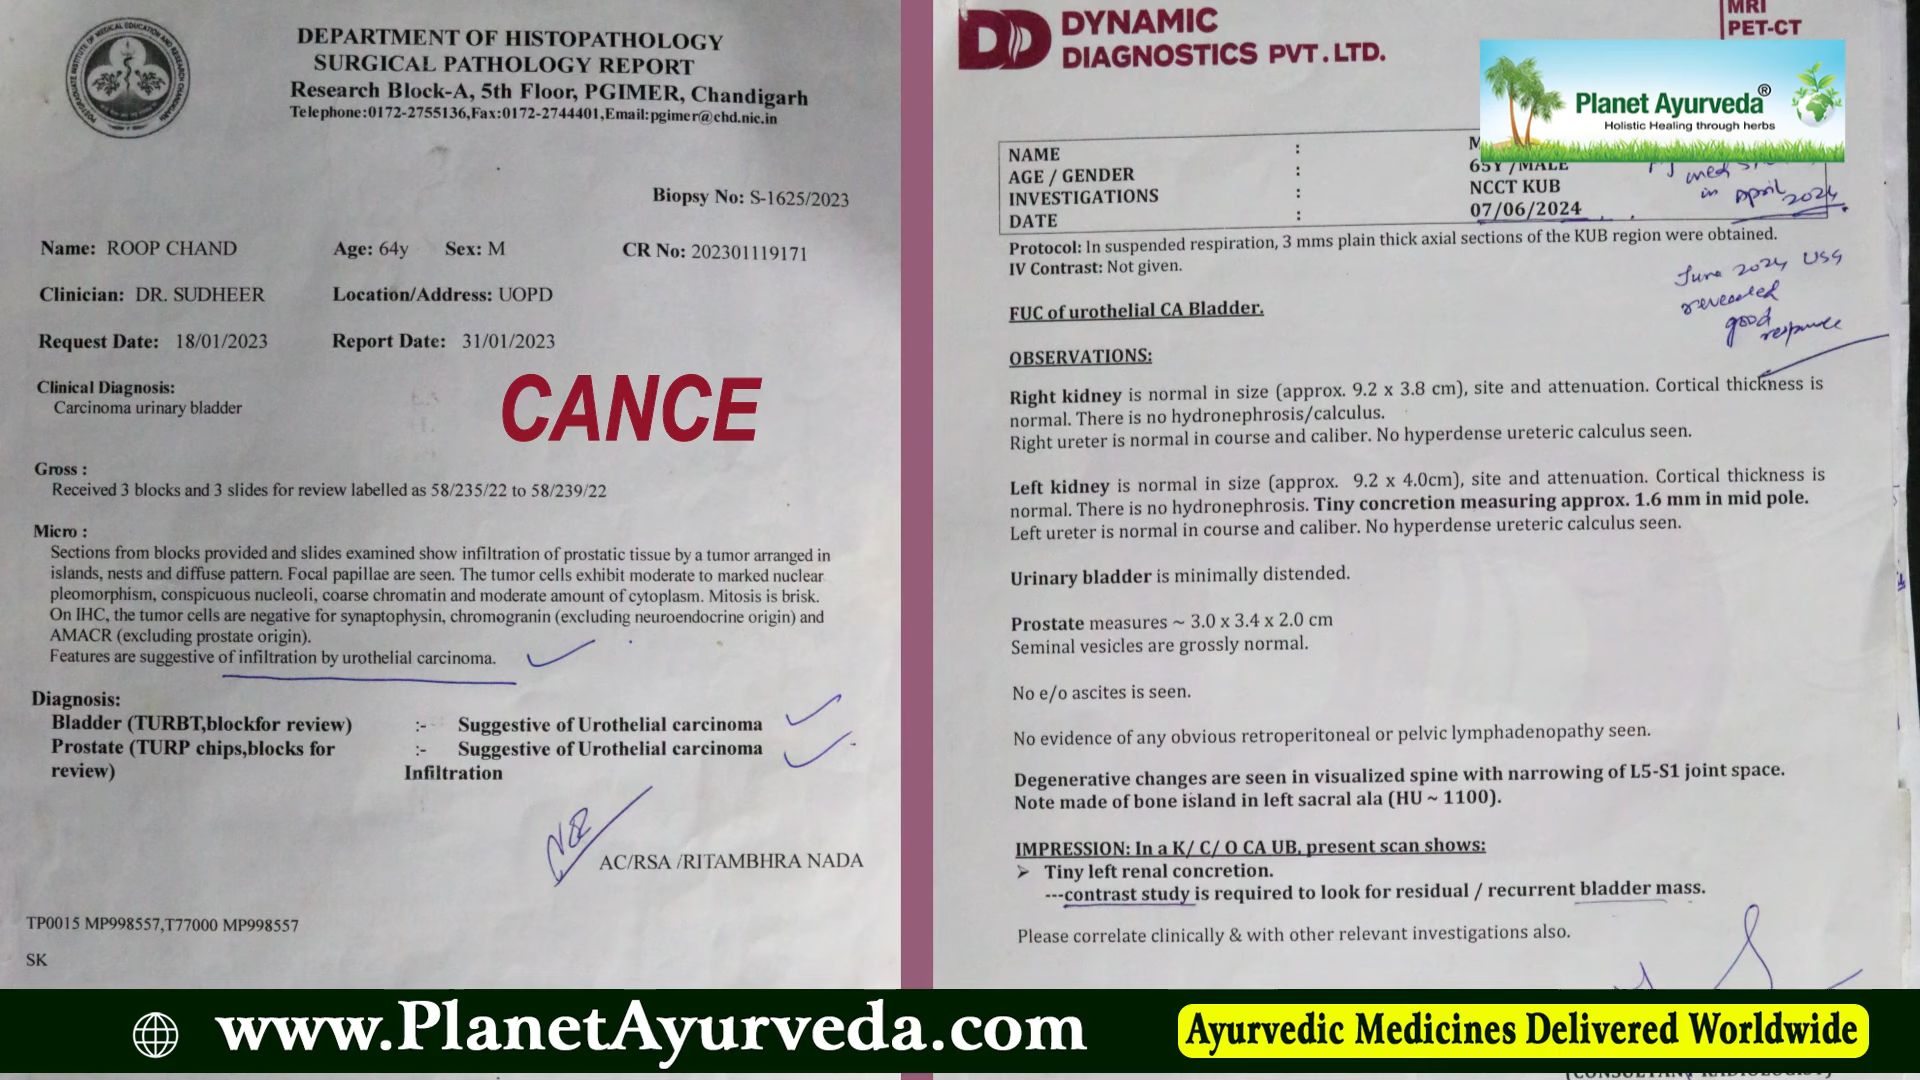 DEPARTMENT OF HISTOPATHOLOGY
SURGICAL PATHOLOGY REPORT
Research Block-A, 5th Floor, PGIMER, Chandigarh
Telephone:0172-2755136,Fax:0172-2744401,Email:pgimer@chd.nic.in
Biopsy No: S-1625/2023
Name: ROOP CHAND Age: 64y Sex: M CR No: 202301119171
Clinician: DR. SUDHEER Location/Address: UOPD
Request Date: 18/01/2023 Report Date: 31/01/2023
Clinical Diagnosis:
Carcinoma urinary bladder
CANCE
Gross :
Received 3 blocks and 3 slides for review labelled as 58/235/22 to 58/239/22
Micro :
Sections from blocks provided and slides examined show infiltration of prostatic tissue by a tumor arranged in
islands, nests and diffuse pattern. Focal papillae are seen. The tumor cells exhibit moderate to marked nuclear
pleomorphism, conspicuous nucleoli, coarse chromatin and moderate amount of cytoplasm. Mitosis is brisk.
On IHC, the tumor cells are negative for synaptophysin, chromogranin (excluding neuroendocrine origin) and
AMACR (excluding prostate origin).
Features are suggestive of infiltration by urothelial carcinoma.
Diagnosis:
Bladder (TURBT,blockfor review) :- Suggestive of Urothelial carcinoma
Prostate (TURP chips,blocks for :- Suggestive of Urothelial carcinoma
review) Infiltration
AC/RSA /RITAMBHRA NADA
TP0015 MP998557,T77000 MP998557
SK
DYNAMIC
DIAGNOSTICS PVT.LTD.
MRI
PET-CT
Planet Ayurveda®
Holistic Healing through herbs
NAME :
AGE / GENDER : 65Y /MALE
INVESTIGATIONS : NCCT KUB
DATE : 07/06/2024
in April 2024
Protocol: In suspended respiration, 3 mms plain thick axial sections of the KUB region were obtained.
IV Contrast: Not given.
June 2024 USG
revealed
good
response
FUC of urothelial CA Bladder.
OBSERVATIONS:
Right kidney is normal in size (approx. 9.2 x 3.8 cm), site and attenuation. Cortical thickness is
normal. There is no hydronephrosis/calculus.
Right ureter is normal in course and caliber. No hyperdense ureteric calculus seen.
Left kidney is normal in size (approx. 9.2 x 4.0cm), site and attenuation. Cortical thickness is
normal. There is no hydronephrosis. Tiny concretion measuring approx. 1.6 mm in mid pole.
Left ureter is normal in course and caliber. No hyperdense ureteric calculus seen.
Urinary bladder is minimally distended.
Prostate measures ~ 3.0 x 3.4 x 2.0 cm
Seminal vesicles are grossly normal.
No e/o ascites is seen.
No evidence of any obvious retroperitoneal or pelvic lymphadenopathy seen.
Degenerative changes are seen in visualized spine with narrowing of L5-S1 joint space.
Note made of bone island in left sacral ala (HU ~ 1100).
IMPRESSION: In a K/ C/ O CA UB, present scan shows:
➢ Tiny left renal concretion.
---contrast study is required to look for residual / recurrent bladder mass.
Please correlate clinically & with other relevant investigations also.
www.PlanetAyurveda.com
Ayurvedic Medicines Delivered Worldwide